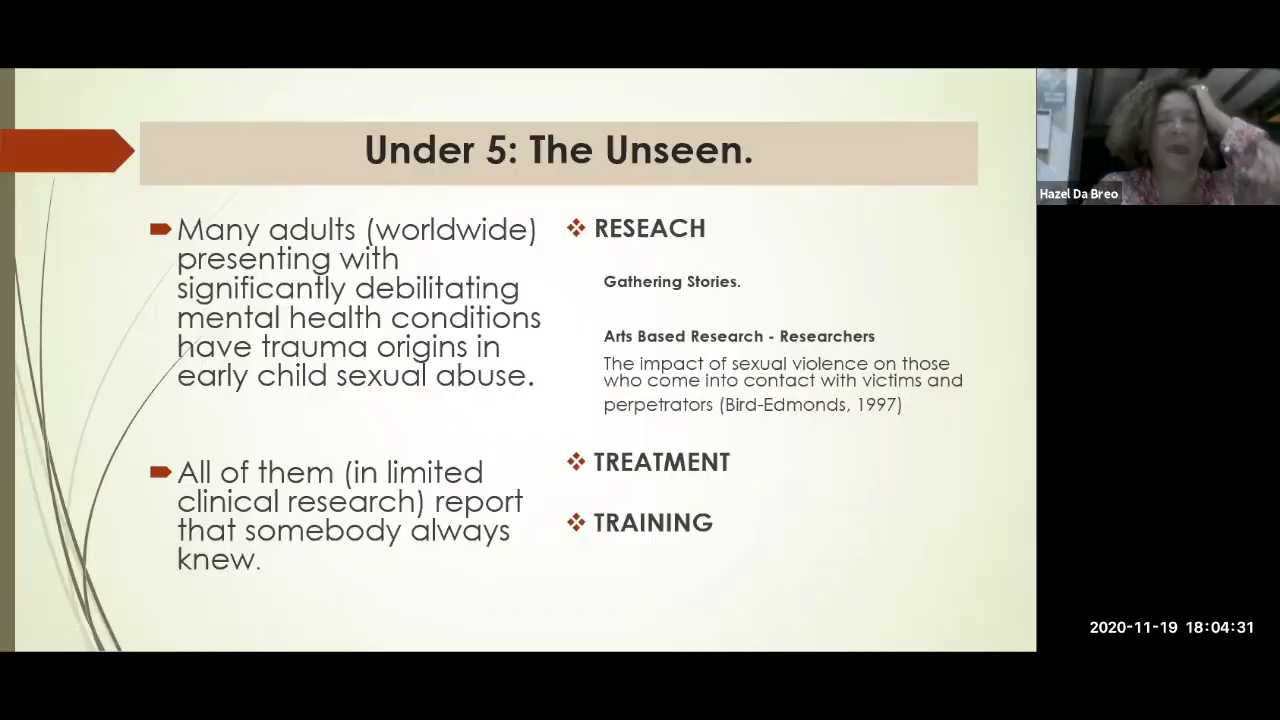 Under 5: The Unseen.
Many adults (worldwide)
presenting with
significantly debilitating
mental health conditions
have trauma origins in
early child sexual abuse.
All of them (in limited
clinical research) report
that somebody always
knew.
RESEACH
Gathering Stories.
Arts Based Research - Researchers
The impact of sexual violence on those
who come into contact with victims and
perpetrators (Bird-Edmonds, 1997)
TREATMENT
TRAINING
Hazel Da Breo
2020-11-19 18:04:31